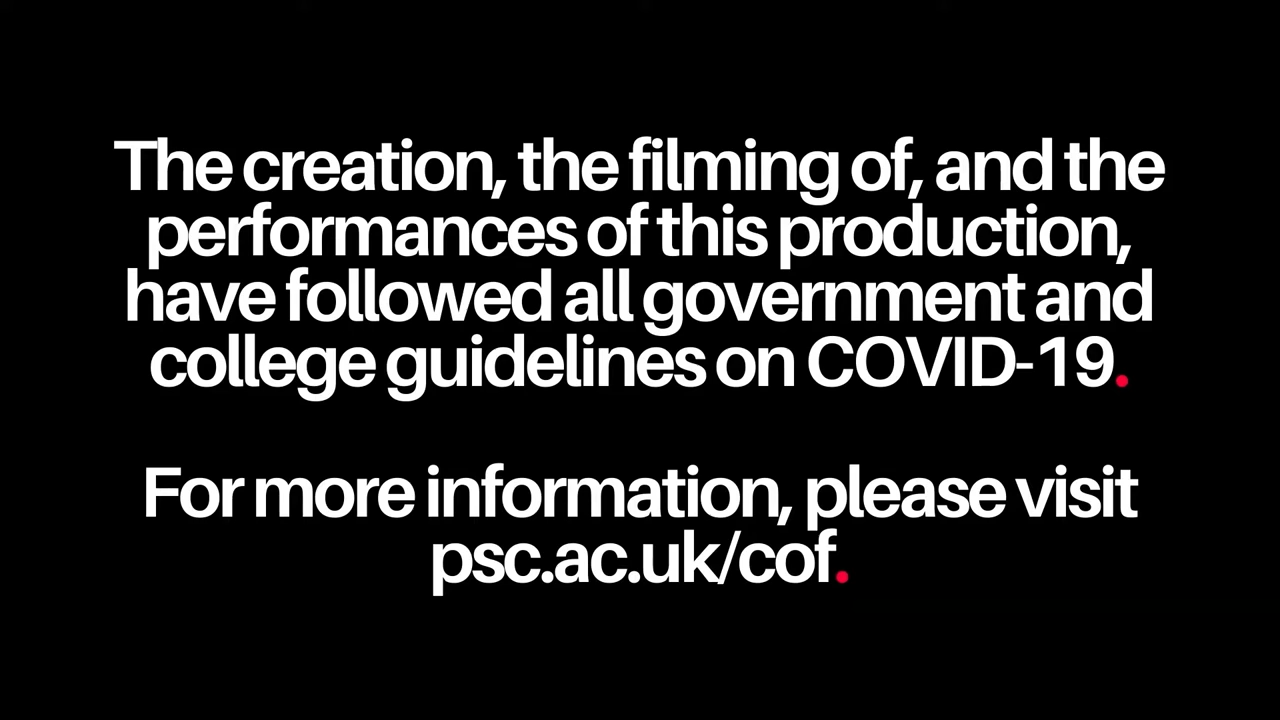 The creation, the filming of, and the
performances of this production,
have followed all government and
college guidelines on COVID-19.
For more information, please visit
psc.ac.uk/cof.